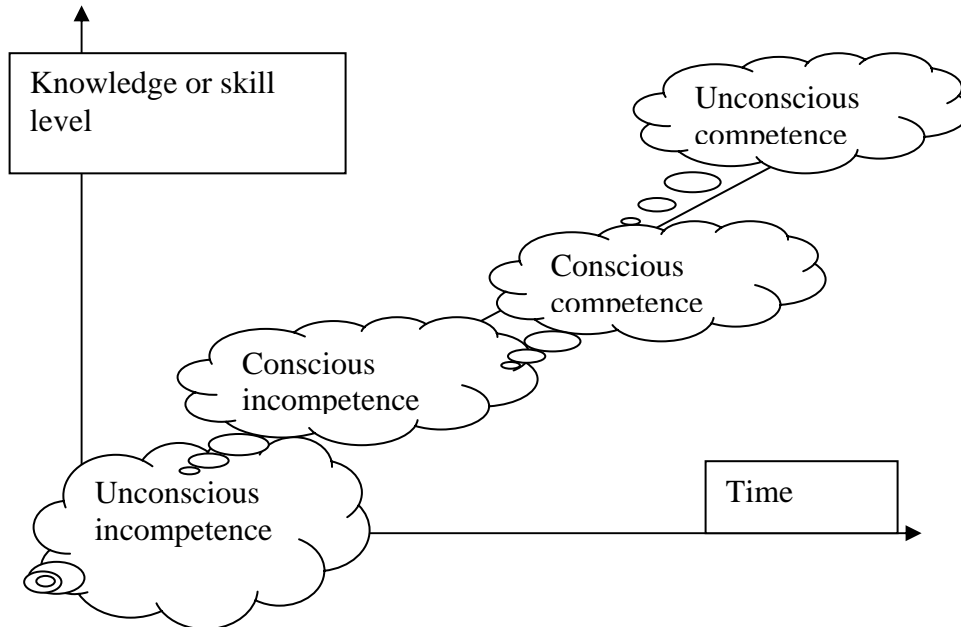 Knowledge or skill
level
Unconscious
competence
Conscious
competence
Conscious
incompetence
Unconscious
incompetence
Time